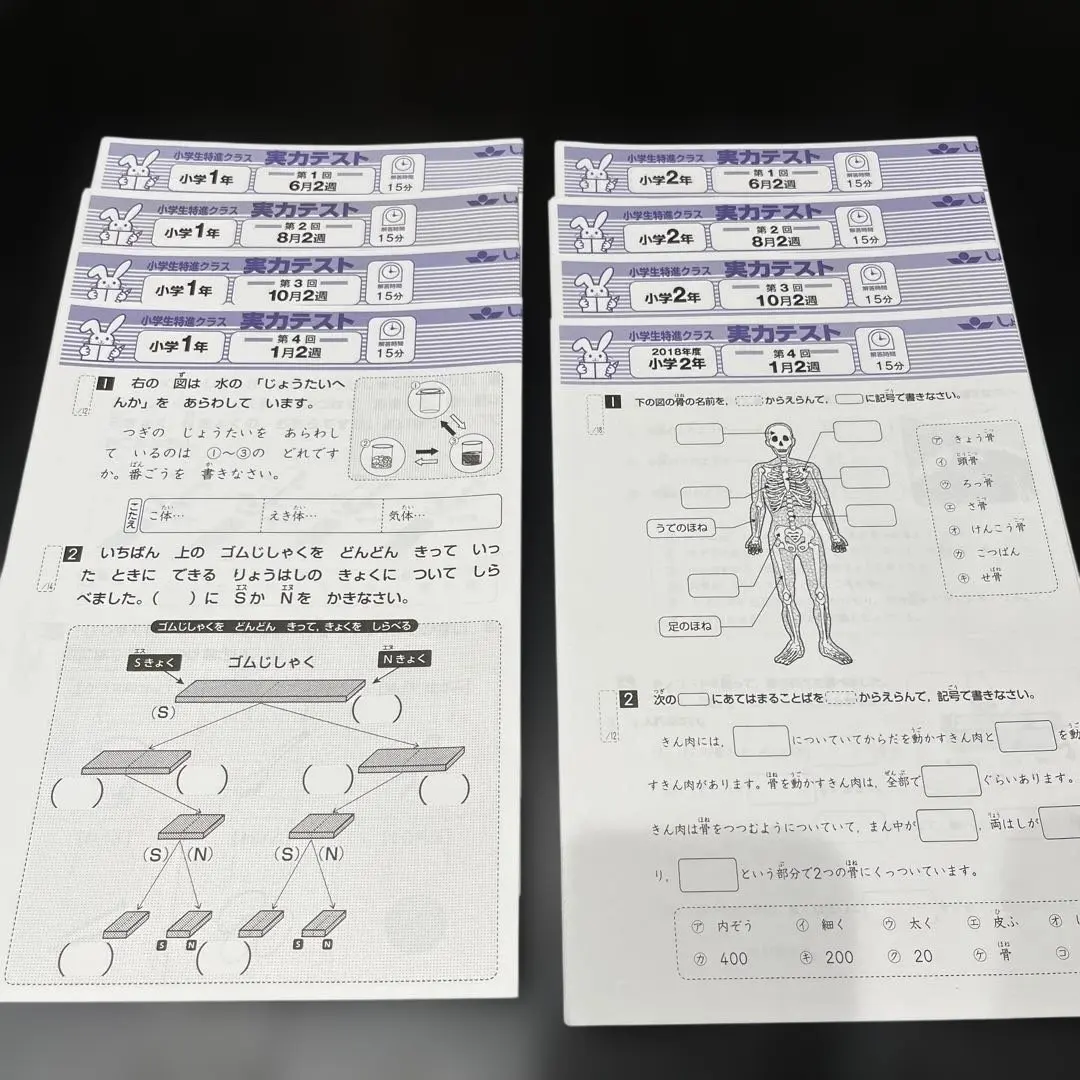 小学生特進クラス 実力テスト
小学1年 第1回 6月2週 解答時間 15分
小学生特進クラス 実力テスト
小学1年 第2回 8月2週 解答時間 15分
小学生特進クラス 実力テスト
小学1年 第3回 10月2週 解答時間 15分
小学生特進クラス 実力テスト
小学1年 第4回 1月2週 解答時間 15分
1 右の 図は 水の 「じょうたいへ
んか」を あらわして います。
つぎの じょうたいを あらわし
て いるのは ①〜③の どれです
か。番ごうを 書きなさい。
①
②
③
/12
こたえ こ体… えき体… 気体…
2 いちばん 上の ゴムじしゃくを どんどん きって いっ
た ときに できる りょうはしの きょくに ついて しら
べました。( )に Sか Nを かきなさい。
/14
ゴムじしゃくを どんどん きって,きょくを しらべる
Sきょく ゴムじしゃく Nきょく
(S) ( )
( ) ( ) ( ) ( )
(S) (N) (S) (N)
S N S N
( ) ( )
小学生特進クラス 実力テスト
小学2年 第1回 6月2週 解答時間 15分
小学生特進クラス 実力テスト
小学2年 第2回 8月2週 解答時間 15分
小学生特進クラス 実力テスト
小学2年 第3回 10月2週 解答時間 15分
小学生特進クラス 実力テスト
2018年度 小学2年 第4回 1月2週 解答時間 15分
1 下の図の骨の名前を, からえらんで, に記号で書きなさい。
/18
うでのほね
足のほね
ア きょう骨
イ 頭骨
ウ ろっ骨
エ さ骨
オ けんこう骨
カ こつばん
キ せ骨
2 次の にあてはまることばを からえらんで,記号で書きなさい。
/12
きん肉には, についていてからだを動かすきん肉と を動
すきん肉があります。骨を動かすきん肉は,全部で ぐらいあります。
きん肉は骨をつつむようについていて,まん中が ,両はしが
り, という部分で2つの骨にくっついています。
ア 内ぞう イ 細く ウ 太く エ 皮ふ オ
カ 400 キ 200 ク 20 ケ 骨 コ